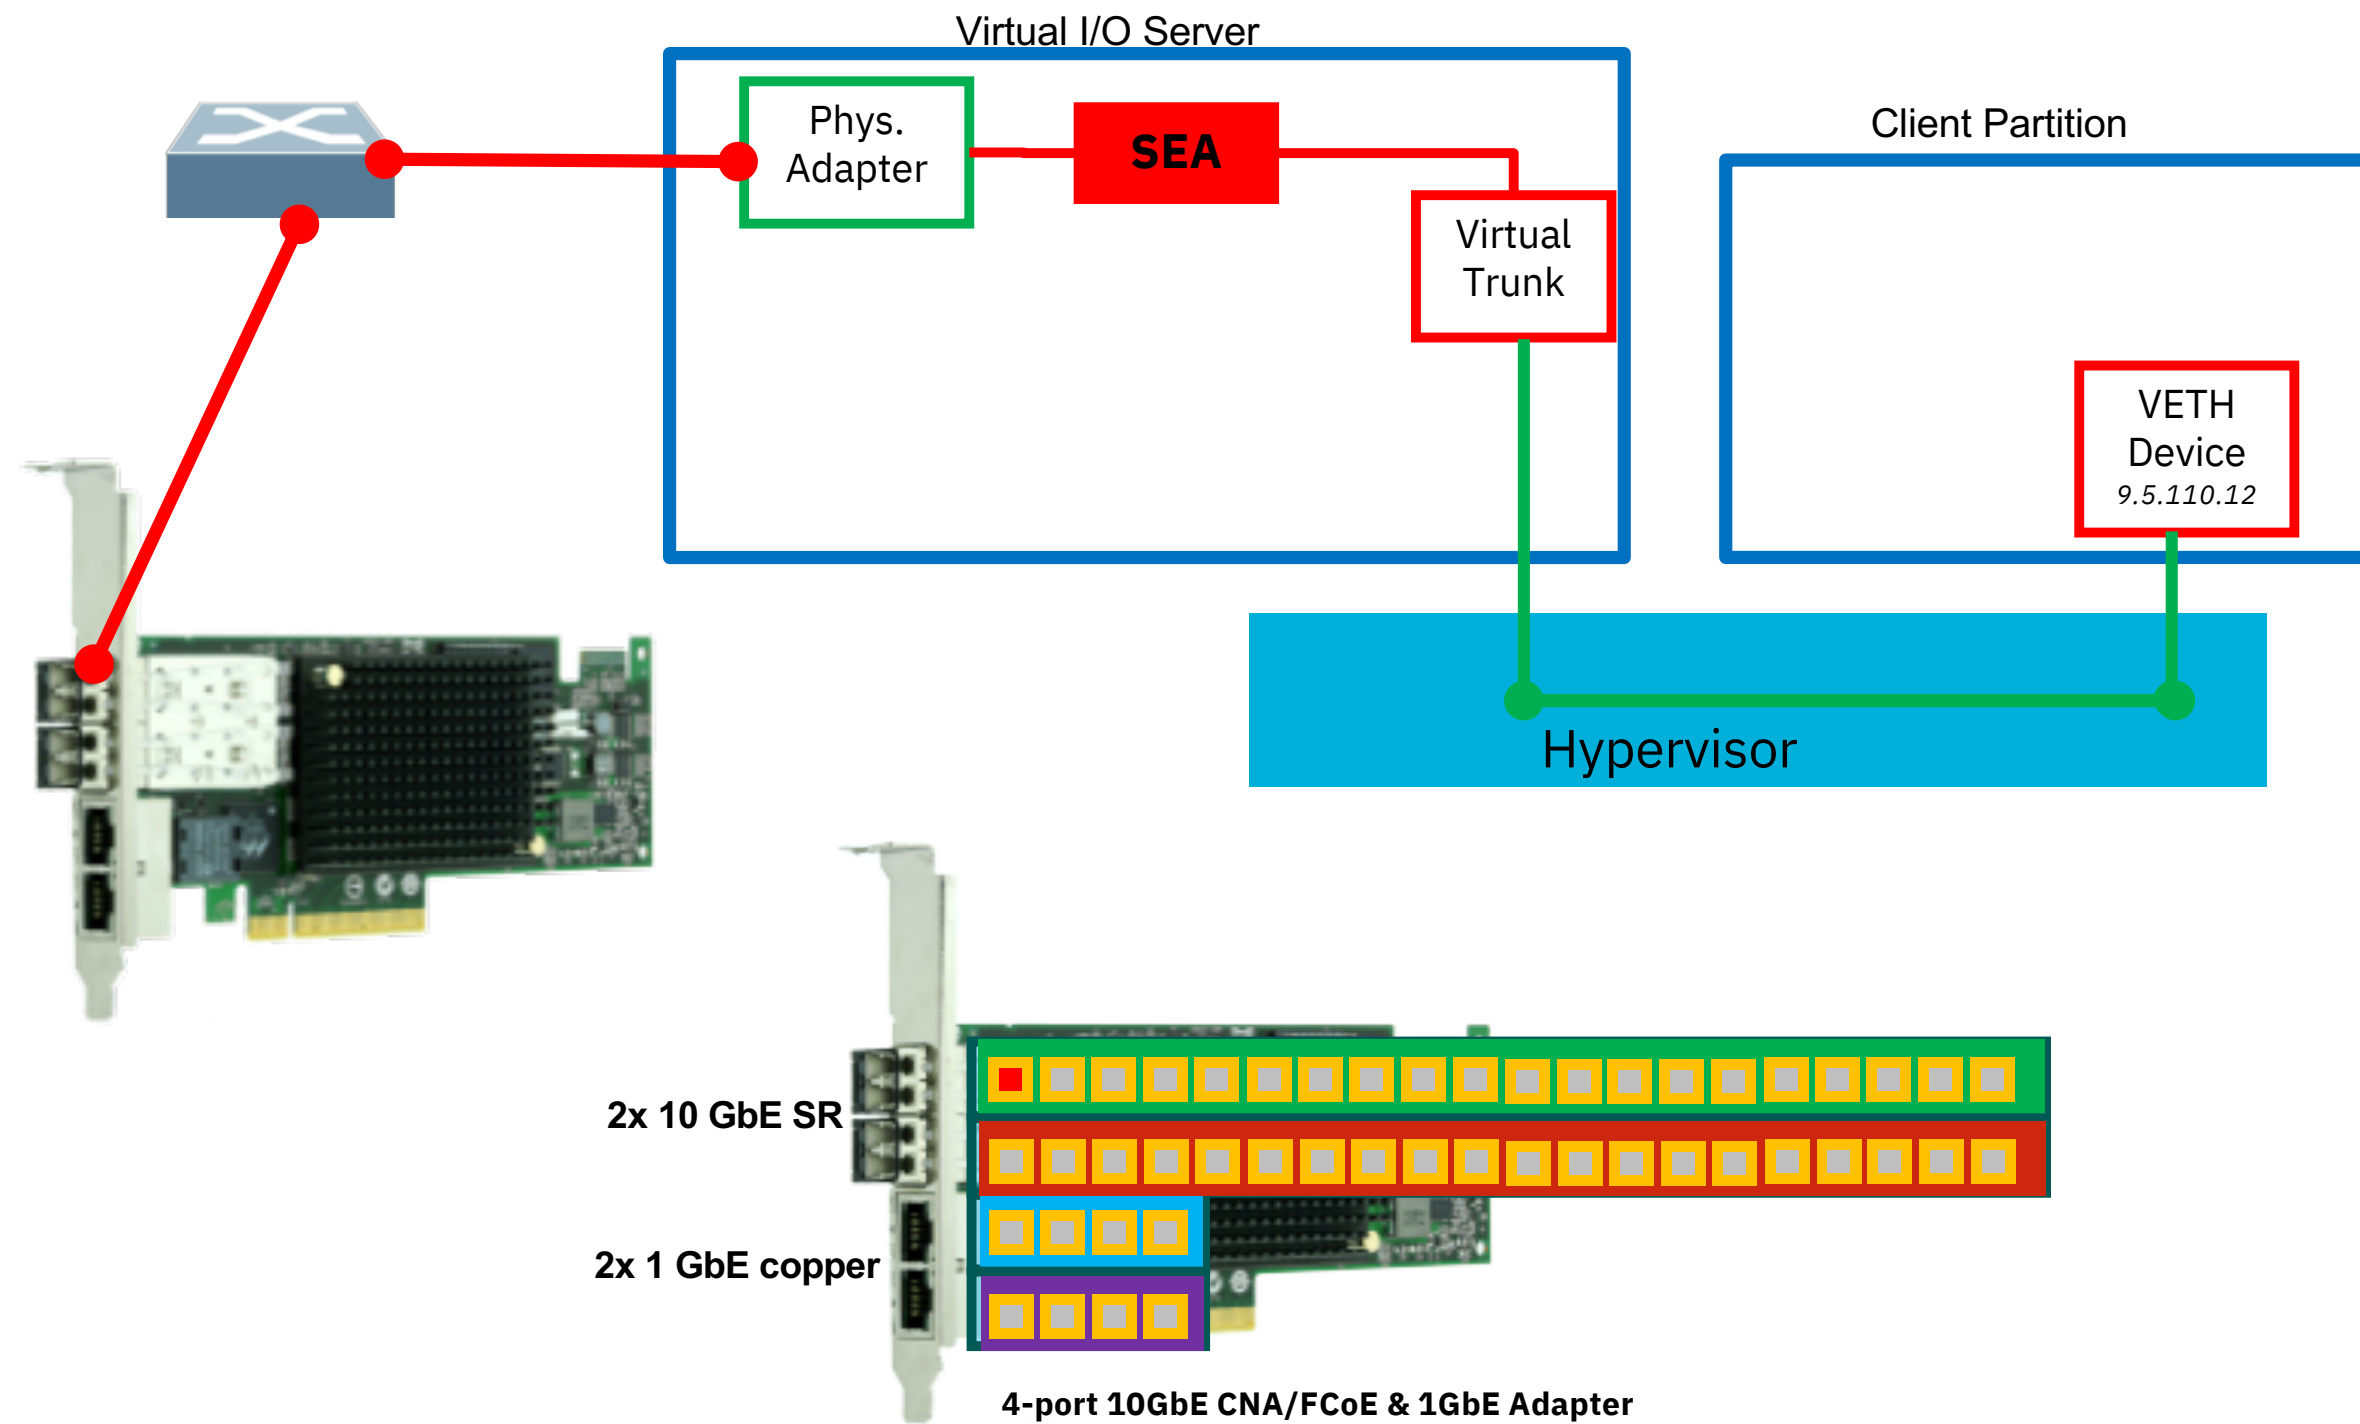 Virtual I/O Server
Phys.
Adapter
SEA
Virtual
Trunk
Client Partition
VETH
Device
9.5.110.12
Hypervisor
2x 10 GbE SR
2x 1 GbE copper
4-port 10GbE CNA/FCoE & 1GbE Adapter